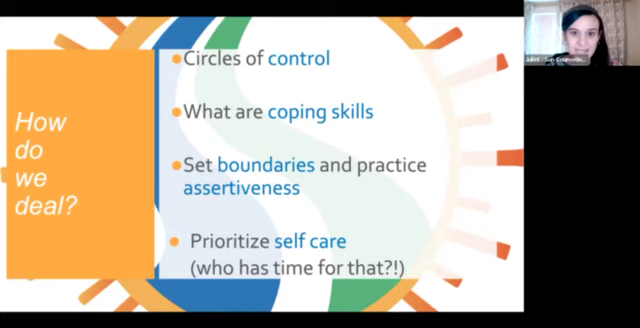 How
do
we
deal?
Circles of control
What are coping skills
Set boundaries and practice
assertiveness
Prioritize self care
(who has time for that?!)